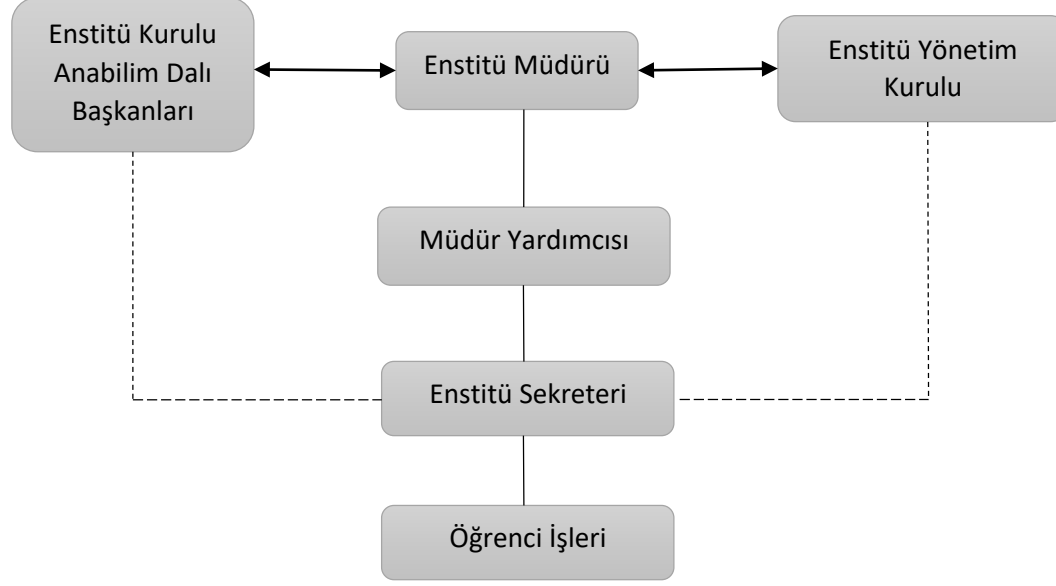 Enstitü Kurulu
Anabilim Dalı
Başkanları
Enstitü Müdürü
Enstitü Yönetim
Kurulu
Müdür Yardımcısı
Enstitü Sekreteri
Öğrenci İşleri